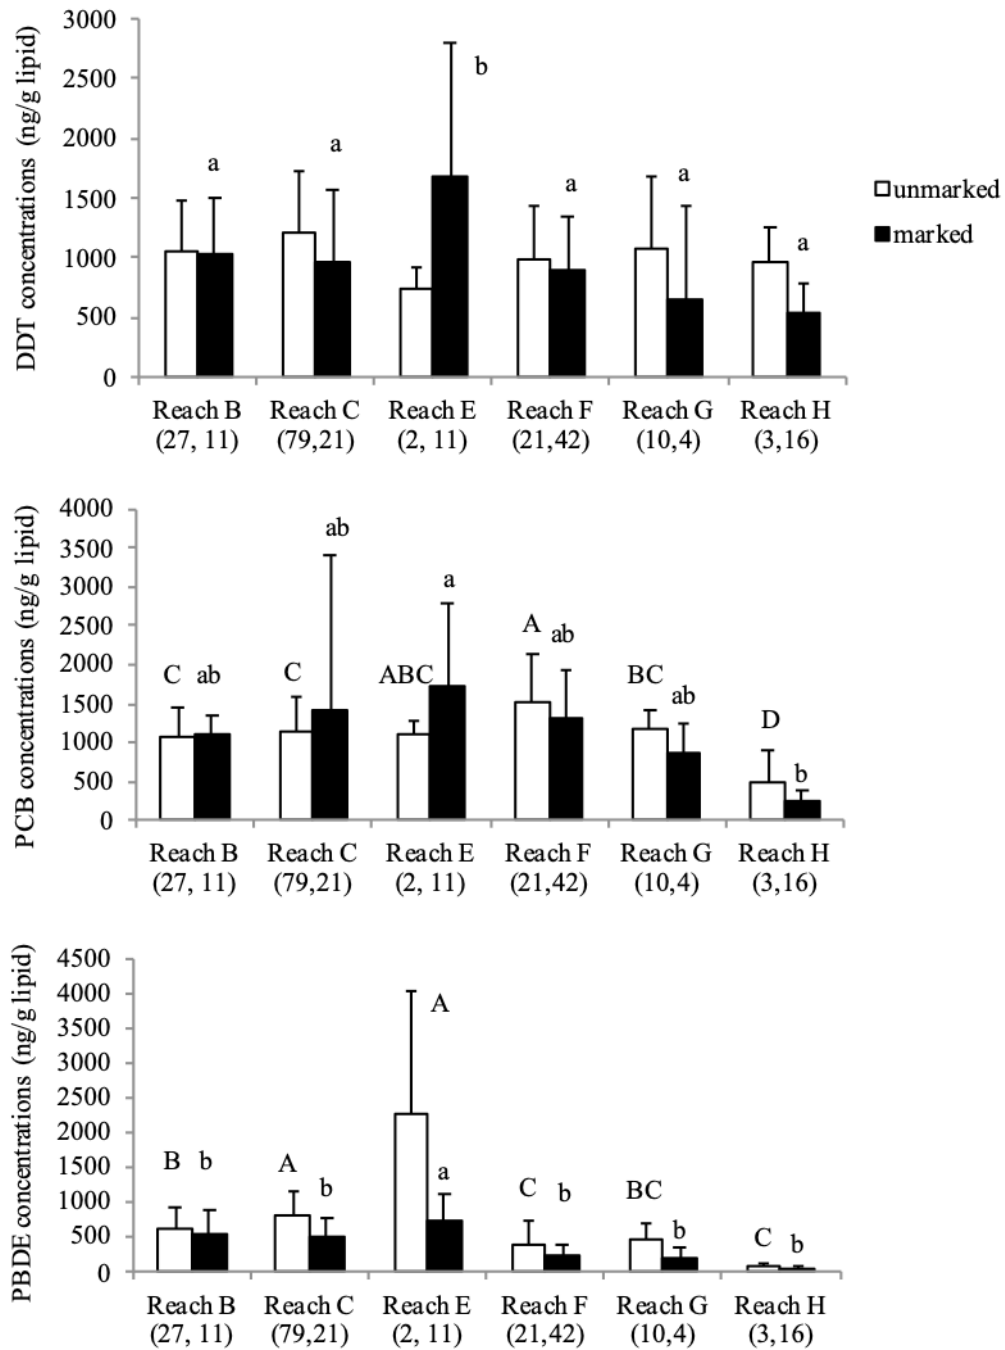 DDT concentrations (ng/g lipid)
3000
2500
2000
1500
1000
500
0
a
a
b
a
a
a
unmarked
marked
Reach B Reach C Reach E Reach F Reach G Reach H
(27, 11) (79,21) (2, 11) (21,42) (10,4) (3,16)
PCB concentrations (ng/g lipid)
4000
3500
3000
2500
2000
1500
1000
500
0
C ab C ab ABC a A ab BC ab D b
Reach B Reach C Reach E Reach F Reach G Reach H
(27, 11) (79,21) (2, 11) (21,42) (10,4) (3,16)
PBDE concentrations (ng/g lipid)
4500
4000
3500
3000
2500
2000
1500
1000
500
0
B b A b A a C b BC b C b
Reach B Reach C Reach E Reach F Reach G Reach H
(27, 11) (79,21) (2, 11) (21,42) (10,4) (3,16)